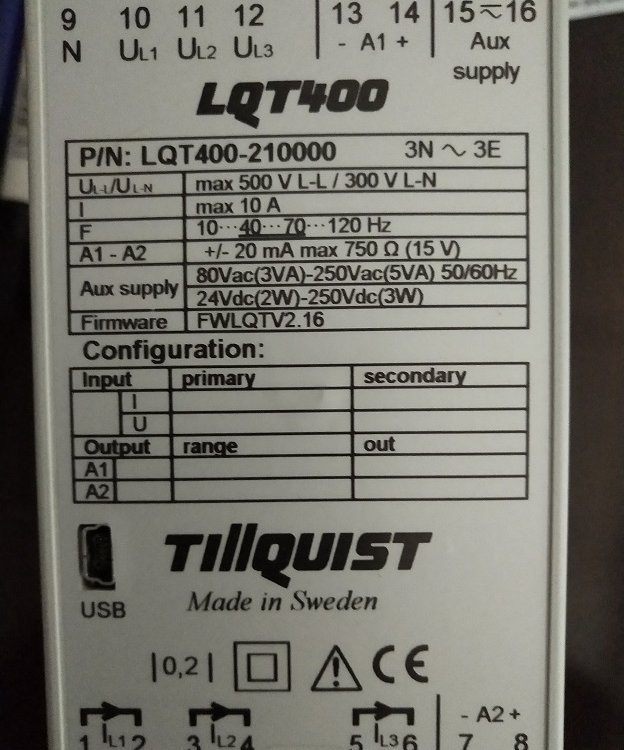 9 10 11 12 13 14 15⏦16
N UL1 UL2 UL3 - A1 + Aux
supply
LQT400
P/N: LQT400-210000 3N ~ 3E
UL-L/UL-N max 500 V L-L / 300 V L-N
I max 10 A
F 10···40···70···120 Hz
A1 - A2 +/- 20 mA max 750 Ω (15 V)
Aux supply 80Vac(3VA)-250Vac(5VA) 50/60Hz
24Vdc(2W)-250Vdc(3W)
Firmware FWLQTV2.16
Configuration:
Input primary secondary
I
U
Output range out
A1
A2
TILLQUIST
USB Made in Sweden
|0,2| CE
- A2 +
1 IL1 2 3 IL2 4 5 IL3 6 7 8